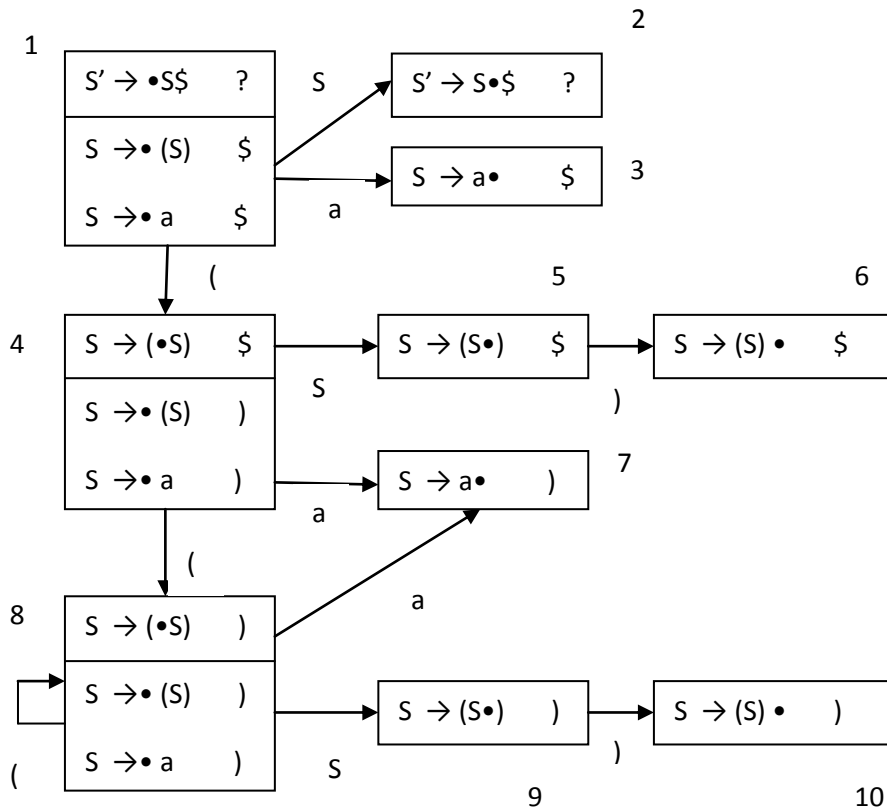 2
1
S' → •S$ ?
S
S' → S•$ ?
S →• (S) $
S → a• $
3
S →• a $
a
(
5
6
4
S → (•S) $
S → (S•) $
S → (S) • $
S
)
S →• (S) )
7
S →• a )
S → a• )
a
(
a
8
S → (•S) )
S →• (S) )
S → (S•) )
S → (S) • )
S →• a )
(
S
)
9
10